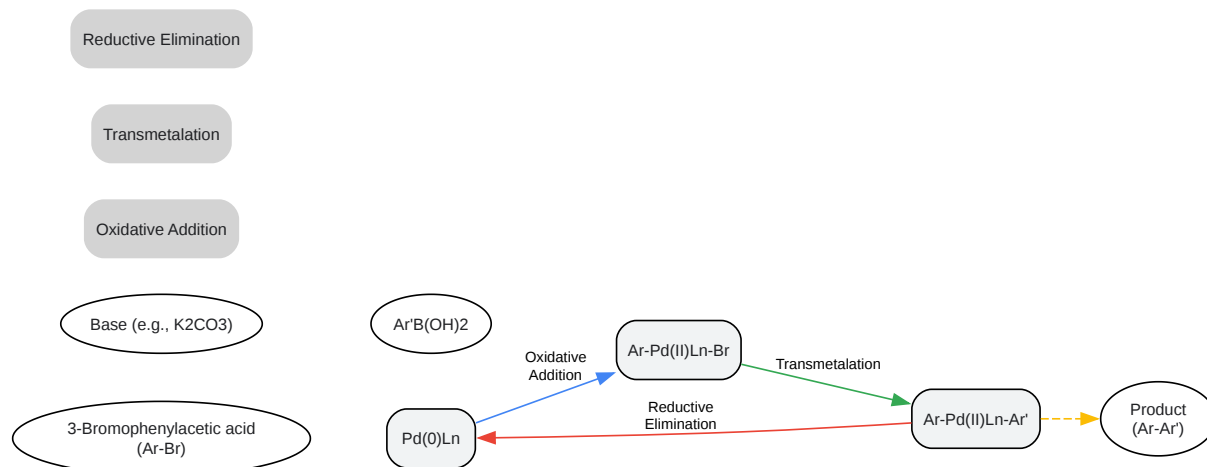 Reductive Elimination
Transmetalation
Oxidative Addition
Base (e.g., K2CO3)
Ar'B(OH)2
Oxidative
Addition
Ar-Pd(II)Ln-Br
Transmetalation
3-Bromophenylacetic acid
(Ar-Br)
Pd(0)Ln
Reductive
Elimination
Ar-Pd(II)Ln-Ar'
Product
(Ar-Ar')